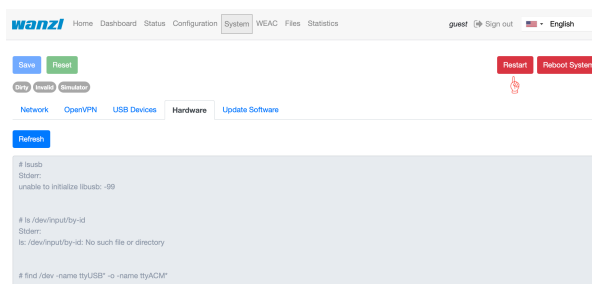 wanzl Home Dashboard Status Configuration System WEAC Files Statistics guest Sign out English
Save Reset Restart Reboot System
Dirty Invalid Simulator
Network OpenVPN USB Devices Hardware Update Software
Refresh
# lsusb
Stderr:
unable to initialize libusb: -99
# ls /dev/input/by-id
Stderr:
ls: /dev/input/by-id: No such file or directory
# find /dev -name ttyUSB* -o -name ttyACM*